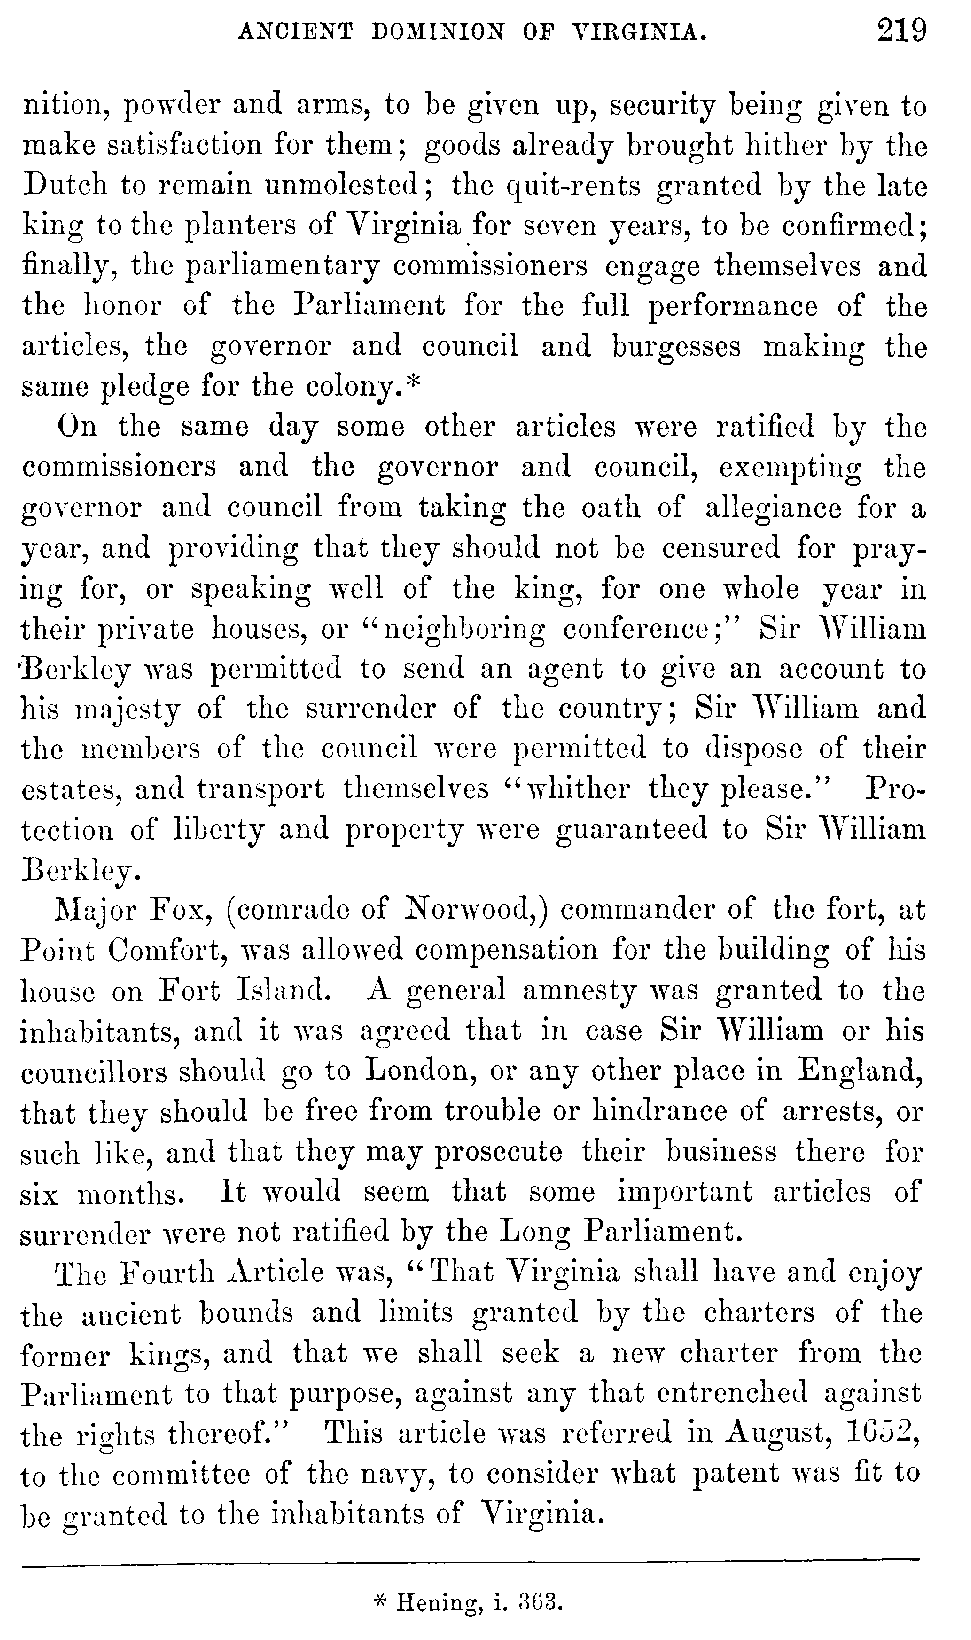 ANCIENT DOMINION OF VIRGINIA. 219
nition, powder and arms, to be given up, security being given to
make satisfaction for them; goods already brought hither by the
Dutch to remain unmolested; the quit-rents granted by the late
king to the planters of Virginia for seven years, to be confirmed;
finally, the parliamentary commissioners engage themselves and
the honor of the Parliament for the full performance of the
articles, the governor and council and burgesses making the
same pledge for the colony.*
On the same day some other articles were ratified by the
commissioners and the governor and council, exempting the
governor and council from taking the oath of allegiance for a
year, and providing that they should not be censured for pray-
ing for, or speaking well of the king, for one whole year in
their private houses, or "neighboring conference;" Sir William
Berkley was permitted to send an agent to give an account to
his majesty of the surrender of the country; Sir William and
the members of the council were permitted to dispose of their
estates, and transport themselves "whither they please." Pro-
tection of liberty and property were guaranteed to Sir William
Berkley.
Major Fox, (comrade of Norwood,) commander of the fort, at
Point Comfort, was allowed compensation for the building of his
house on Fort Island. A general amnesty was granted to the
inhabitants, and it was agreed that in case Sir William or his
councillors should go to London, or any other place in England,
that they should be free from trouble or hindrance of arrests, or
such like, and that they may prosecute their business there for
six months. It would seem that some important articles of
surrender were not ratified by the Long Parliament.
The Fourth Article was, "That Virginia shall have and enjoy
the ancient bounds and limits granted by the charters of the
former kings, and that we shall seek a new charter from the
Parliament to that purpose, against any that entrenched against
the rights thereof." This article was referred in August, 1652,
to the committee of the navy, to consider what patent was fit to
be granted to the inhabitants of Virginia.
* Hening, i. 363.